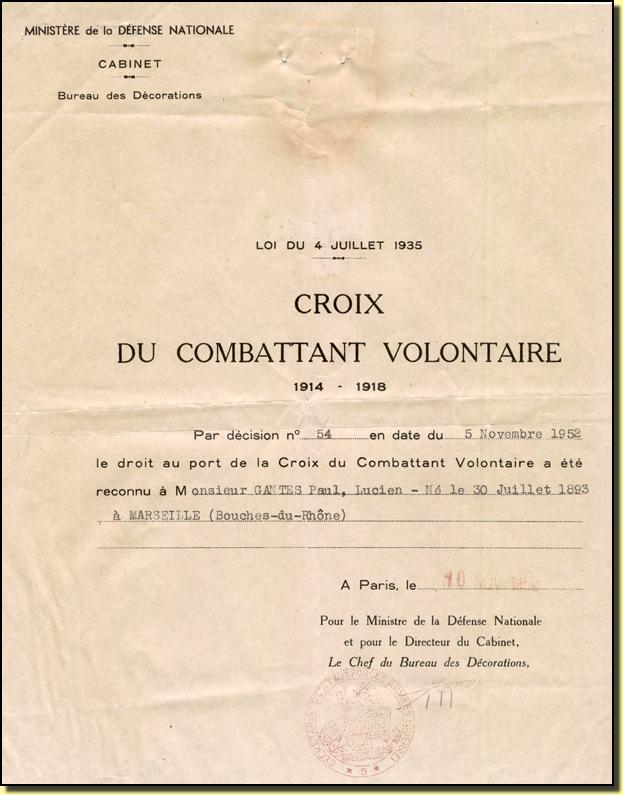 MINISTÈRE de la DÉFENSE NATIONALE
CABINET
Bureau des Décorations
LOI DU 4 JUILLET 1935
CROIX
DU COMBATTANT VOLONTAIRE
1914 - 1918
Par décision n° 54 en date du 5 Novembre 1952
le droit au port de la Croix du Combattant Volontaire a été
reconnu à Monsieur GANTES Paul, Lucien - Né le 30 Juillet 1893
à MARSEILLE (Bouches-du-Rhône)
A Paris, le 10 NOV 1952
Pour le Ministre de la Défense Nationale
et pour le Directeur du Cabinet,
Le Chef du Bureau des Décorations,